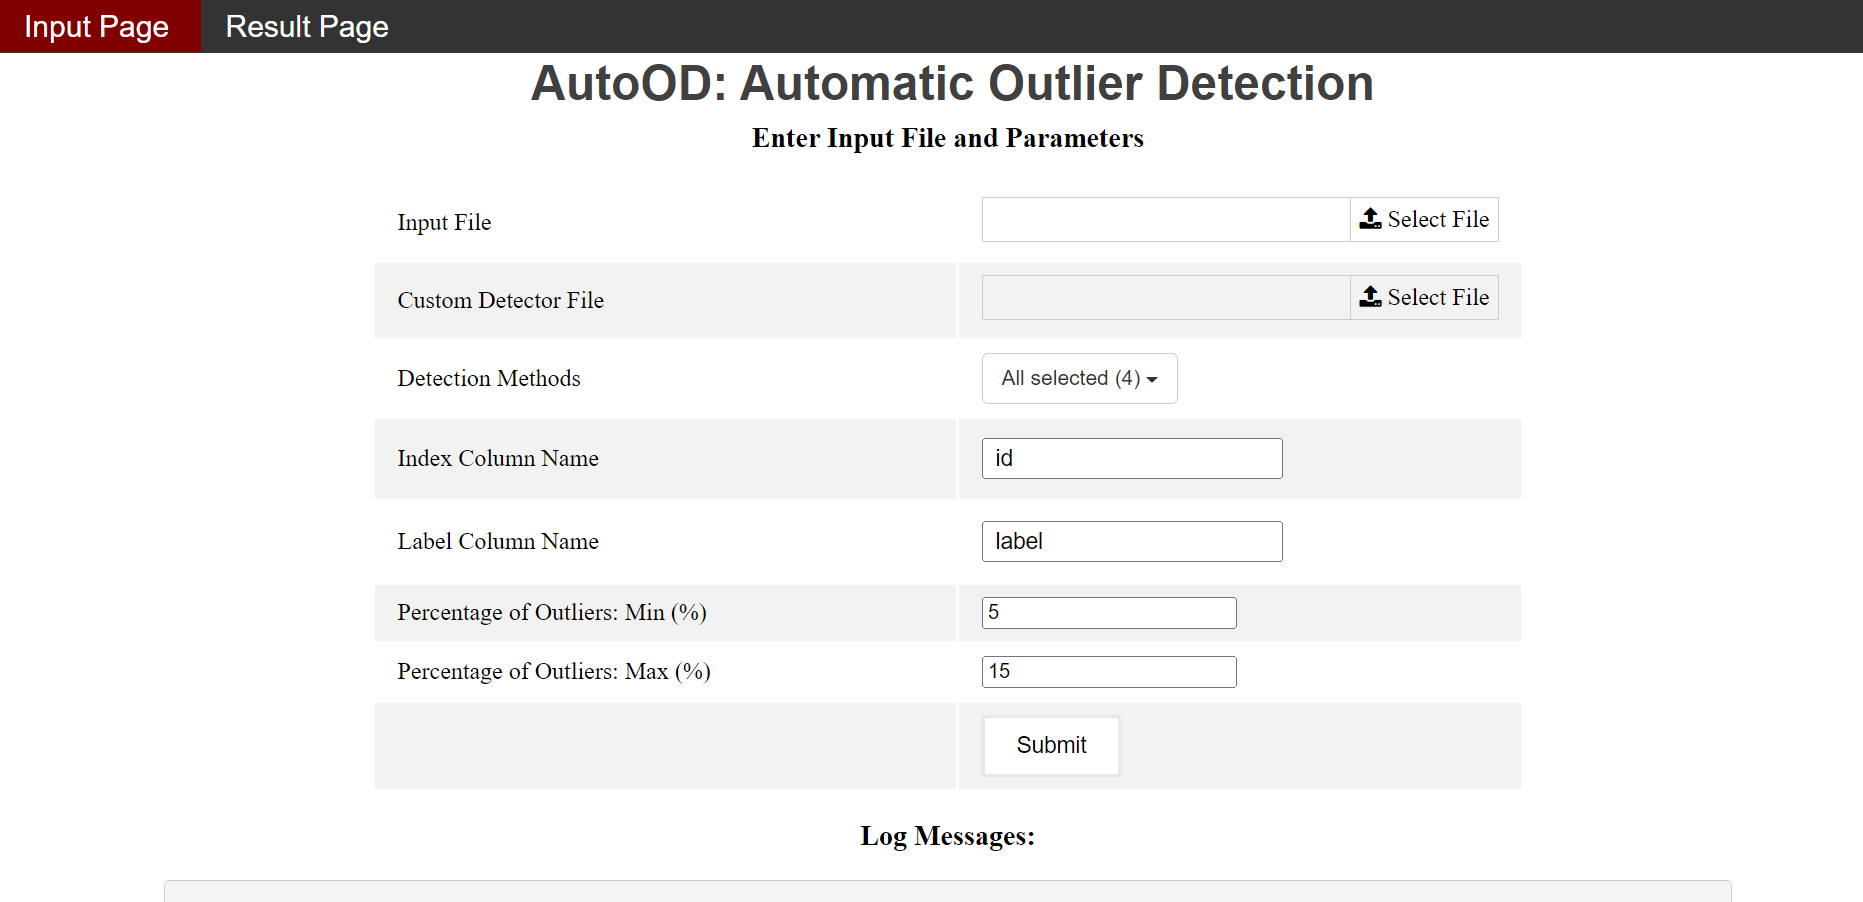 Input Page Result Page
AutoOD: Automatic Outlier Detection
Enter Input File and Parameters
Input File Select File
Custom Detector File Select File
Detection Methods All selected (4)
Index Column Name id
Label Column Name label
Percentage of Outliers: Min (%) 5
Percentage of Outliers: Max (%) 15
Submit
Log Messages: